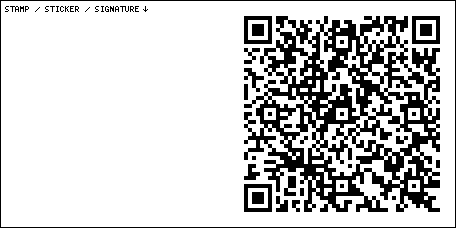 STAMP / STICKER / SIGNATURE ↓